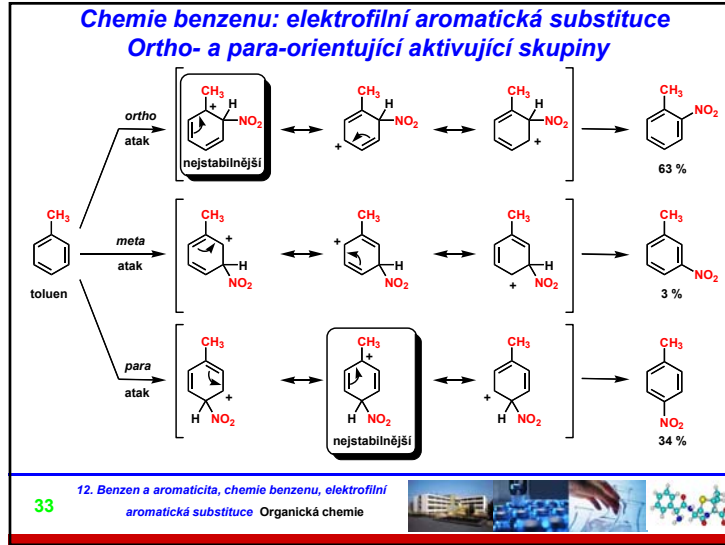 Chemie benzenu: elektrofilní aromatická substituce
Ortho- a para-orientující aktivující skupiny
CH3
H
+
NO2
nejstabilnější
CH3
H
NO2
+
CH3
H
NO2
+
CH3
NO2
63 %
ortho
atak
CH3
toluen
meta
atak
CH3
+
H
NO2
CH3
+
H
NO2
CH3
H
+
NO2
CH3
NO2
3 %
para
atak
CH3
+
H
NO2
CH3
+
H
NO2
nejstabilnější
CH3
+
H
NO2
CH3
NO2
34 %
33
12. Benzen a aromaticita, chemie benzenu, elektrofilní
aromatická substituce Organická chemie